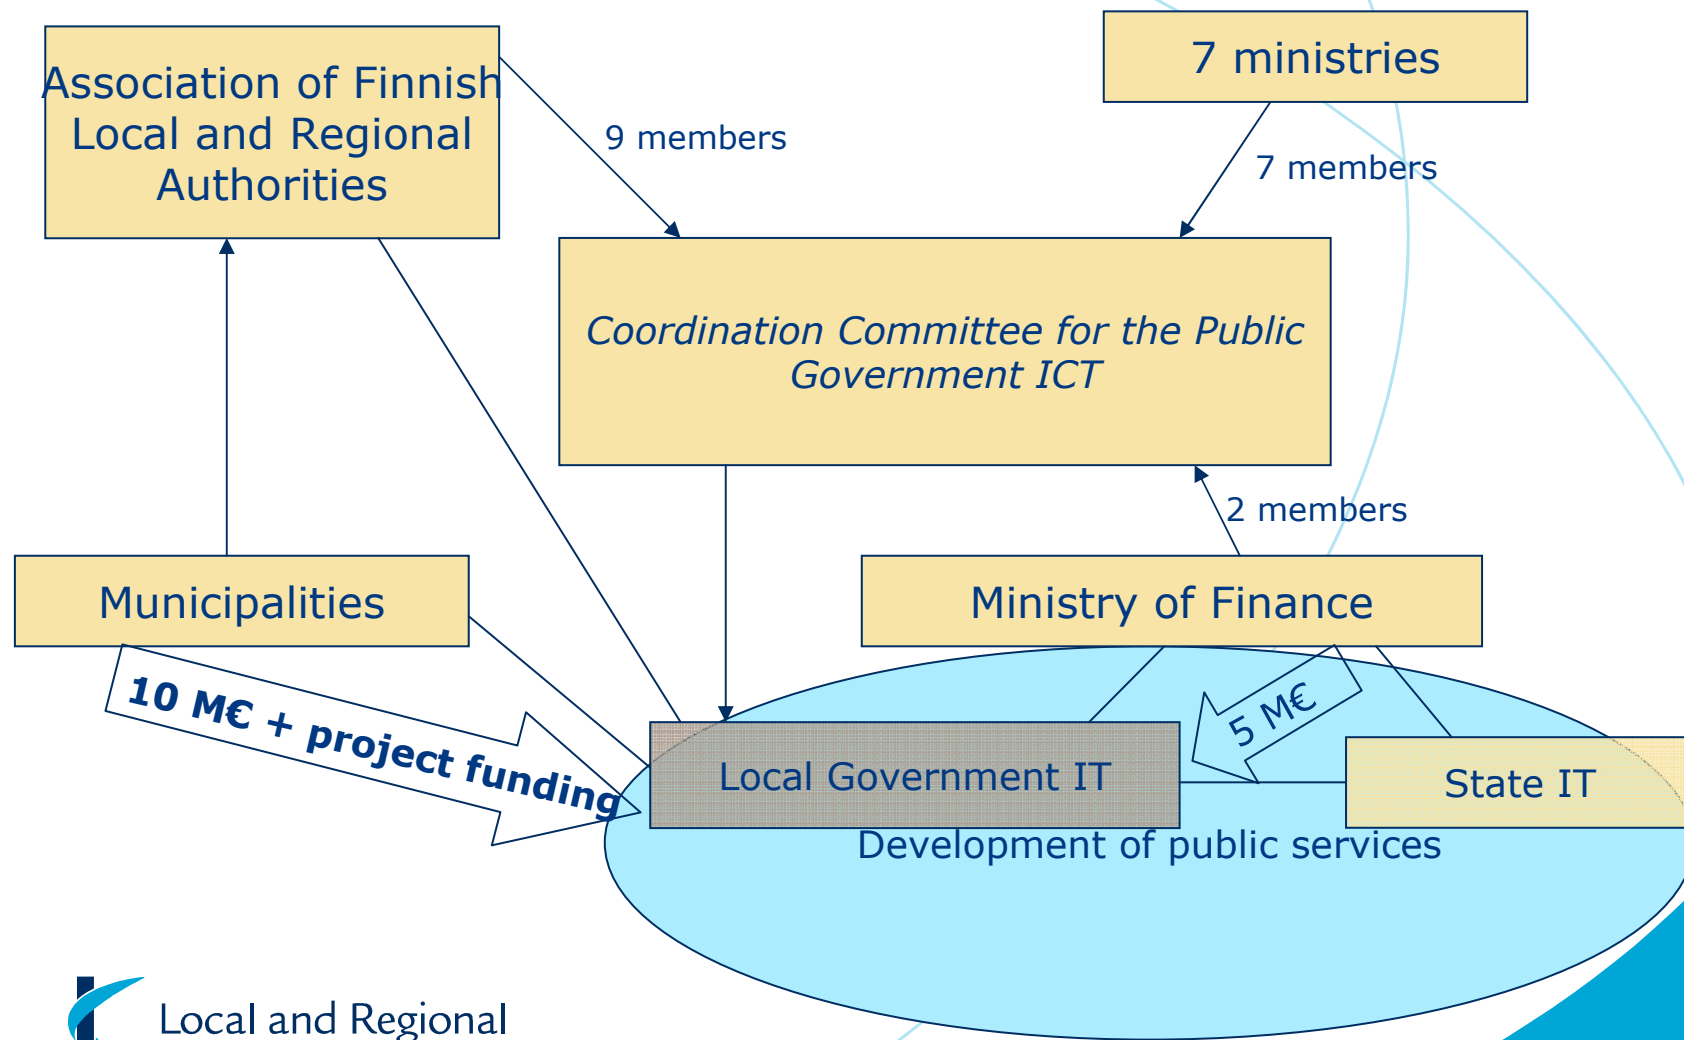 Association of Finnish
Local and Regional
Authorities
7 ministries
9 members
7 members
Coordination Committee for the Public
Government ICT
2 members
Municipalities
Ministry of Finance
10 M€ + project funding
5 M€
Local Government IT
State IT
Development of public services
Local and Regional